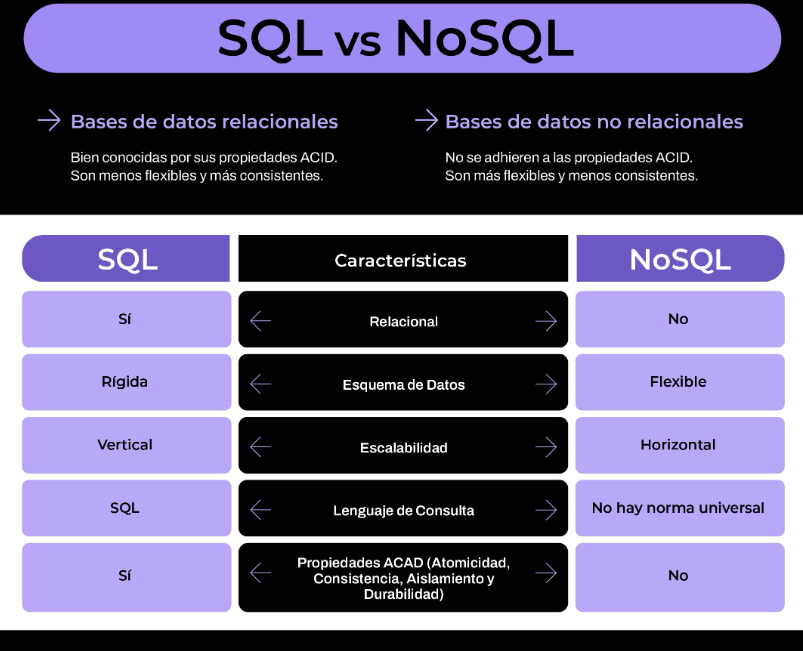 SQL vs NoSQL
Bases de datos relacionales
Bien conocidas por sus propiedades ACID.
Son menos flexibles y más consistentes.
Bases de datos no relacionales
No se adhieren a las propiedades ACID.
Son más flexibles y menos consistentes.
SQL
Características
NoSQL
Sí
Relacional
No
Rígida
Esquema de Datos
Flexible
Vertical
Escalabilidad
Horizontal
SQL
Lenguaje de Consulta
No hay norma universal
Sí
Propiedades ACAD (Atomicidad,
Consistencia, Aislamiento y
Durabilidad)
No